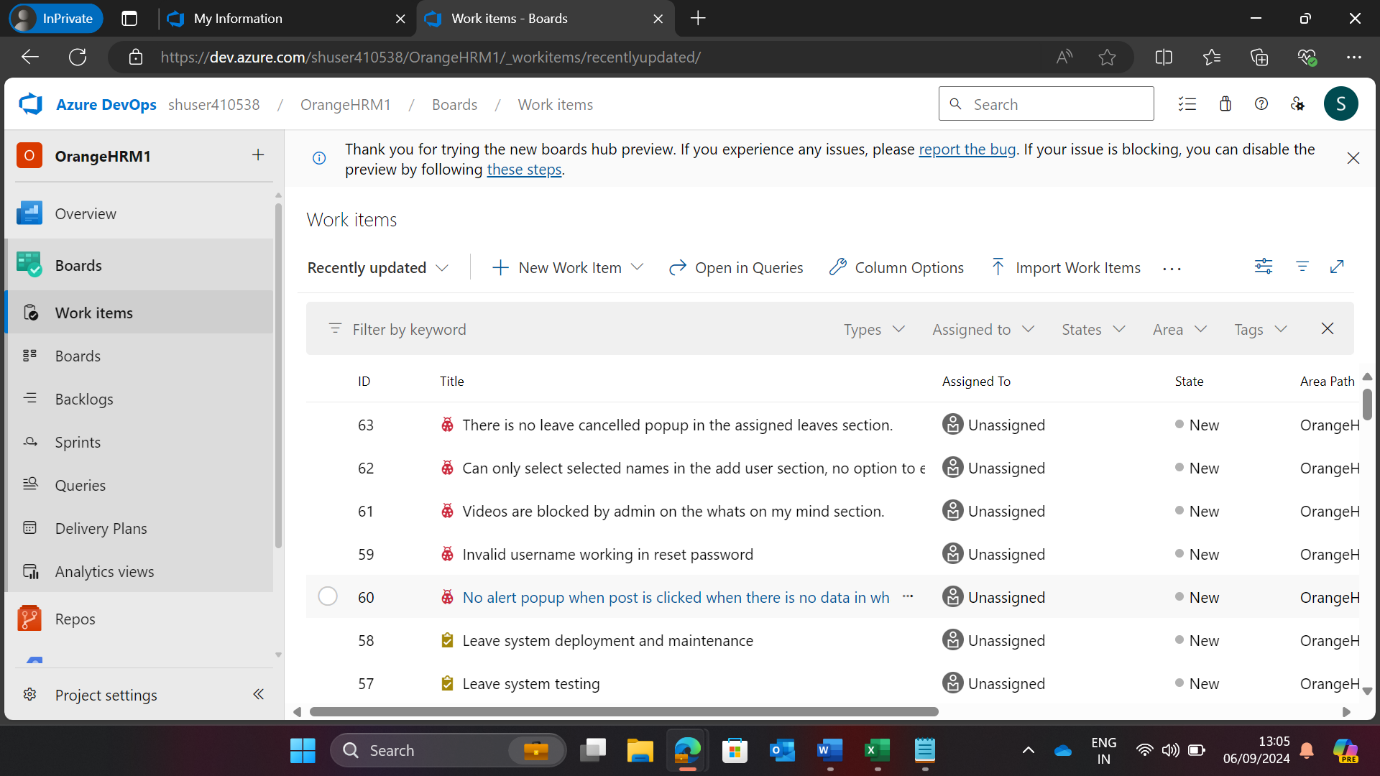 InPrivate
My Information
Work items - Boards
https://dev.azure.com/shuser410538/OrangeHRM1/_workitems/recentlyupdated/
Azure DevOps shuser410538 / OrangeHRM1 / Boards / Work items
Search
S
O OrangeHRM1
Overview
Boards
Work items
Boards
Backlogs
Sprints
Queries
Delivery Plans
Analytics views
Repos
Project settings
Thank you for trying the new boards hub preview. If you experience any issues, please report the bug. If your issue is blocking, you can disable the
preview by following these steps.
Work items
Recently updated New Work Item Open in Queries Column Options Import Work Items ...
Filter by keyword Types Assigned to States Area Tags
ID Title Assigned To State Area Path
63 There is no leave cancelled popup in the assigned leaves section. Unassigned New OrangeH
62 Can only select selected names in the add user section, no option to e Unassigned New OrangeH
61 Videos are blocked by admin on the whats on my mind section. Unassigned New OrangeH
59 Invalid username working in reset password Unassigned New OrangeH
60 No alert popup when post is clicked when there is no data in wh ... Unassigned New OrangeH
58 Leave system deployment and maintenance Unassigned New OrangeH
57 Leave system testing Unassigned New OrangeH
Search
ENG
IN
13:05
06/09/2024
PRE